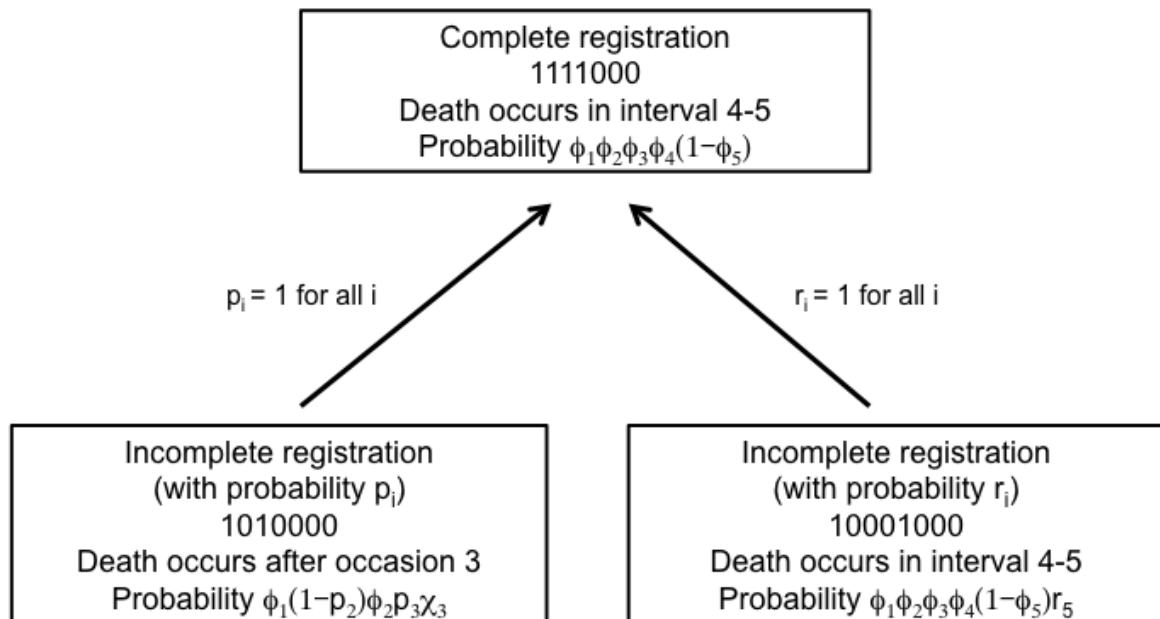 Complete registration
1111000
Death occurs in interval 4-5
Probability ϕ₁ϕ₂ϕ₃ϕ₄(1−ϕ₅)
pᵢ = 1 for all i
rᵢ = 1 for all i
Incomplete registration
(with probability pᵢ)
1010000
Death occurs after occasion 3
Probability ϕ₁(1−p₂)ϕ₂p₃χ₃
Incomplete registration
(with probability rᵢ)
10001000
Death occurs in interval 4-5
Probability ϕ₁ϕ₂ϕ₃ϕ₄(1−ϕ₅)r₅